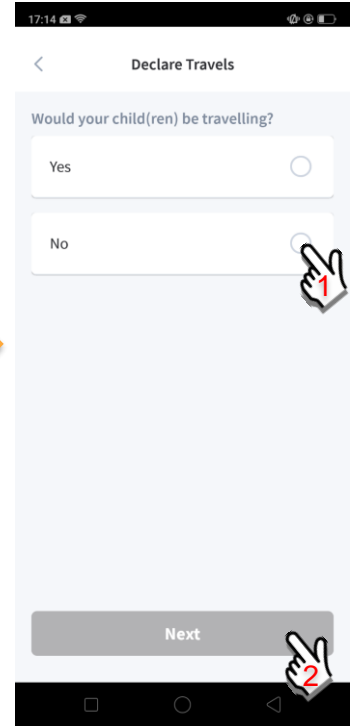 17:14
Declare Travels
Would your child(ren) be travelling?
Yes
No
1
Next
2